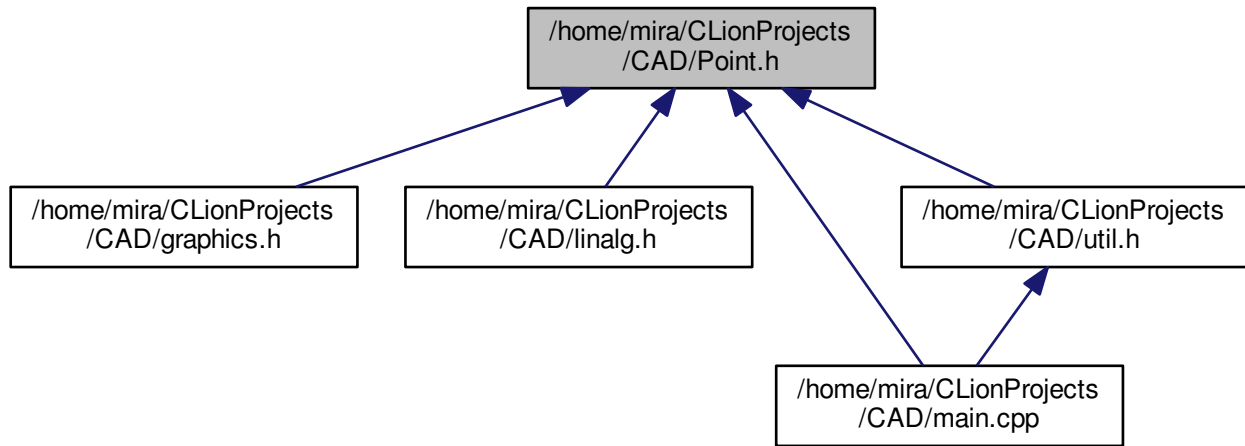 /home/mira/CLionProjects
/CAD/Point.h
/home/mira/CLionProjects
/CAD/graphics.h
/home/mira/CLionProjects
/CAD/linalg.h
/home/mira/CLionProjects
/CAD/util.h
/home/mira/CLionProjects
/CAD/main.cpp